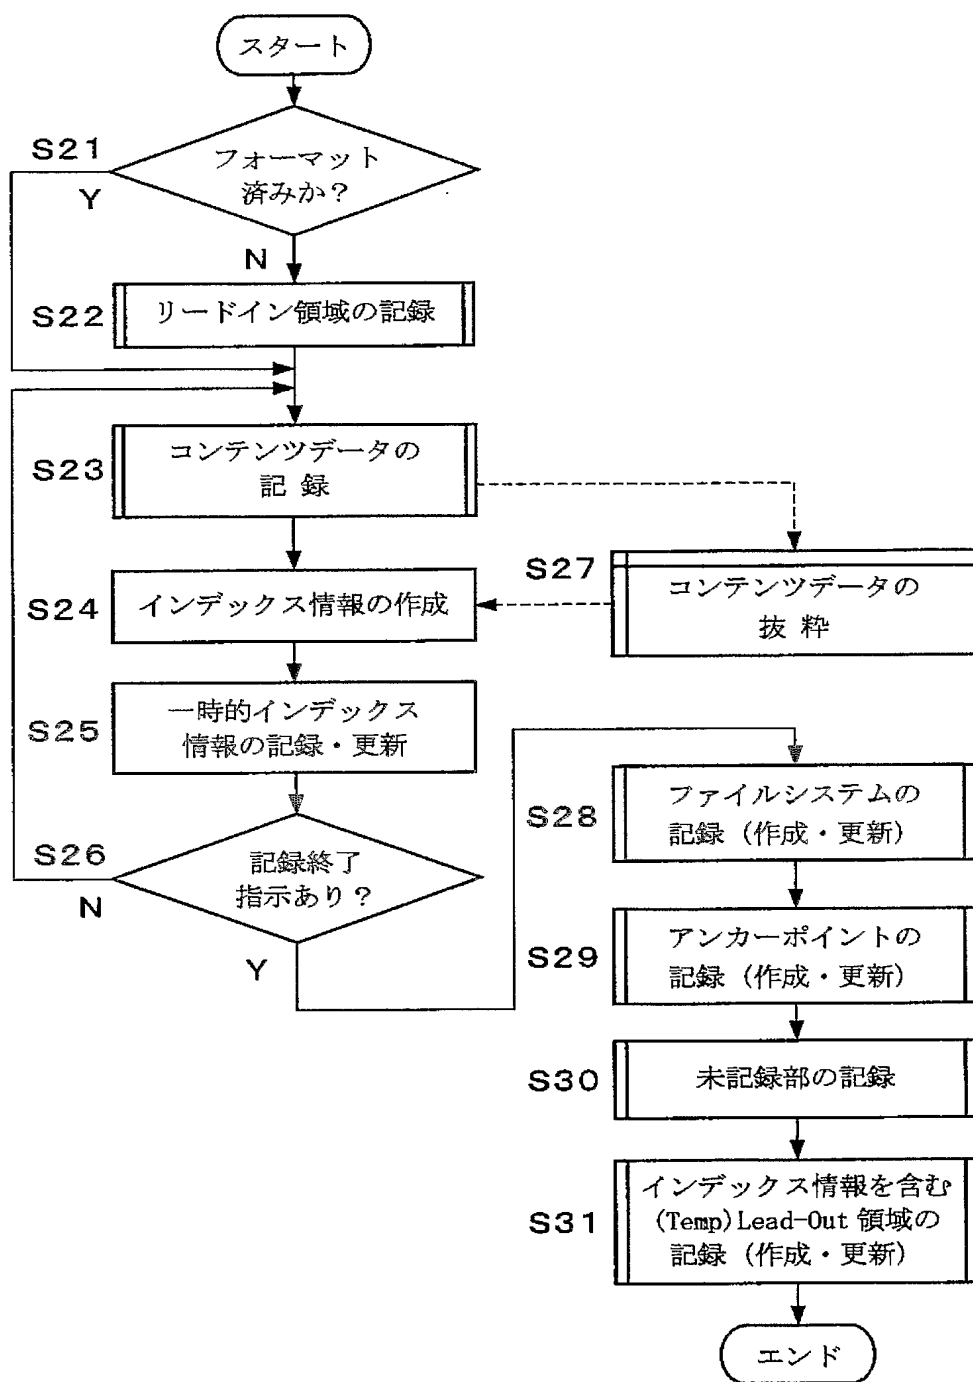 スタート
S21
フォーマット
済みか？
Y
N
S22
リードイン領域の記録
S23
コンテンツデータの
記 録
S27
コンテンツデータの
抜 粋
S24
インデックス情報の作成
S25
一時的インデックス
情報の記録・更新
S26
記録終了
指示あり？
N
Y
S28
ファイルシステムの
記録（作成・更新）
S29
アンカーポイントの
記録（作成・更新）
S30
未記録部の記録
S31
インデックス情報を含む
(Temp)Lead-Out 領域の
記録（作成・更新）
エンド